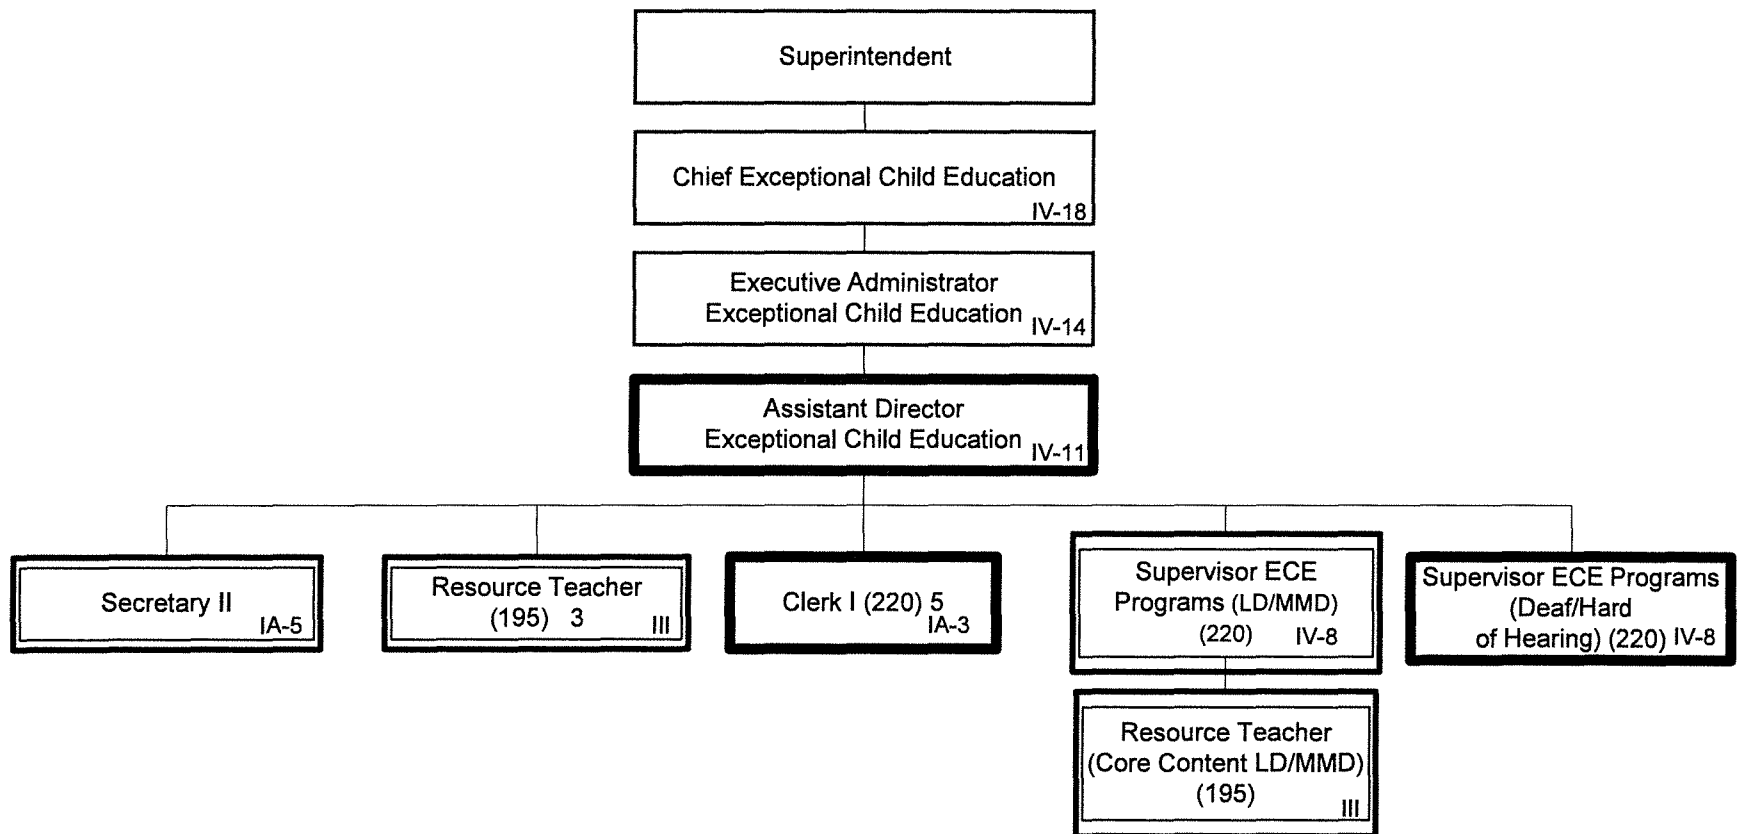 Superintendent
Chief Exceptional Child Education
IV-18
Executive Administrator
Exceptional Child Education IV-14
Assistant Director
Exceptional Child Education IV-11
Secretary II
IA-5
Resource Teacher
(195) 3 III
Clerk I (220) 5
IA-3
Supervisor ECE
Programs (LD/MMD)
(220) IV-8
Supervisor ECE Programs
(Deaf/Hard
of Hearing) (220) IV-8
Resource Teacher
(Core Content LD/MMD)
(195)
III